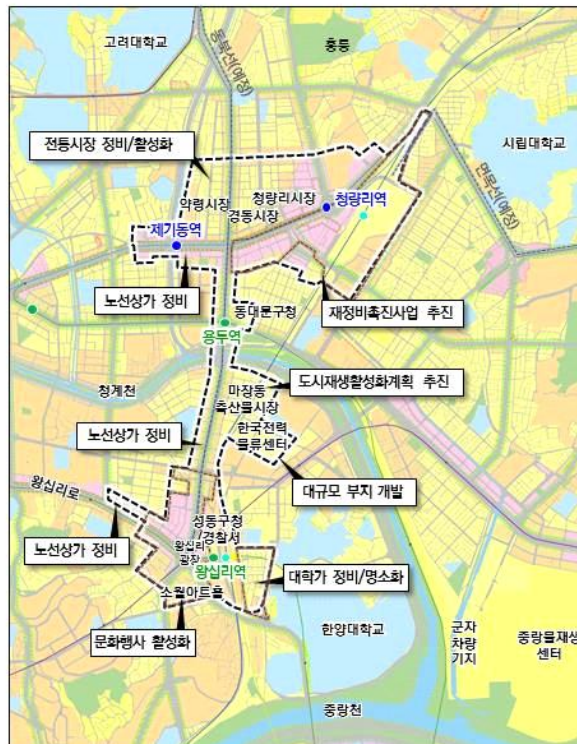 고려대학교
동북선(예정)
홍릉
시립대학교
전통시장 정비/활성화
면목선(예정)
약령시장
청량리시장
청량리역
경동시장
제기동역
노선상가 정비
동대문구청
재정비촉진사업 추진
용두역
청계천
마장동
축산물시장
도시재생활성화계획 추진
한국전력
물류센터
노선상가 정비
왕십리로
대규모 부지 개발
노선상가 정비
성동구청
/경찰서
왕십리
광장
왕십리역
대학가 정비/명소화
소월아트홀
문화행사 활성화
한양대학교
군자
차량
기지
중랑물재생
센터
중랑천